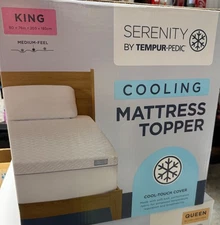 KING
MEDIUM-FEEL
SERENITY
BY TEMPUR-PEDIC
COOLING
MATTRESS
TOPPER
COOL-TOUCH COVER
QUEEN